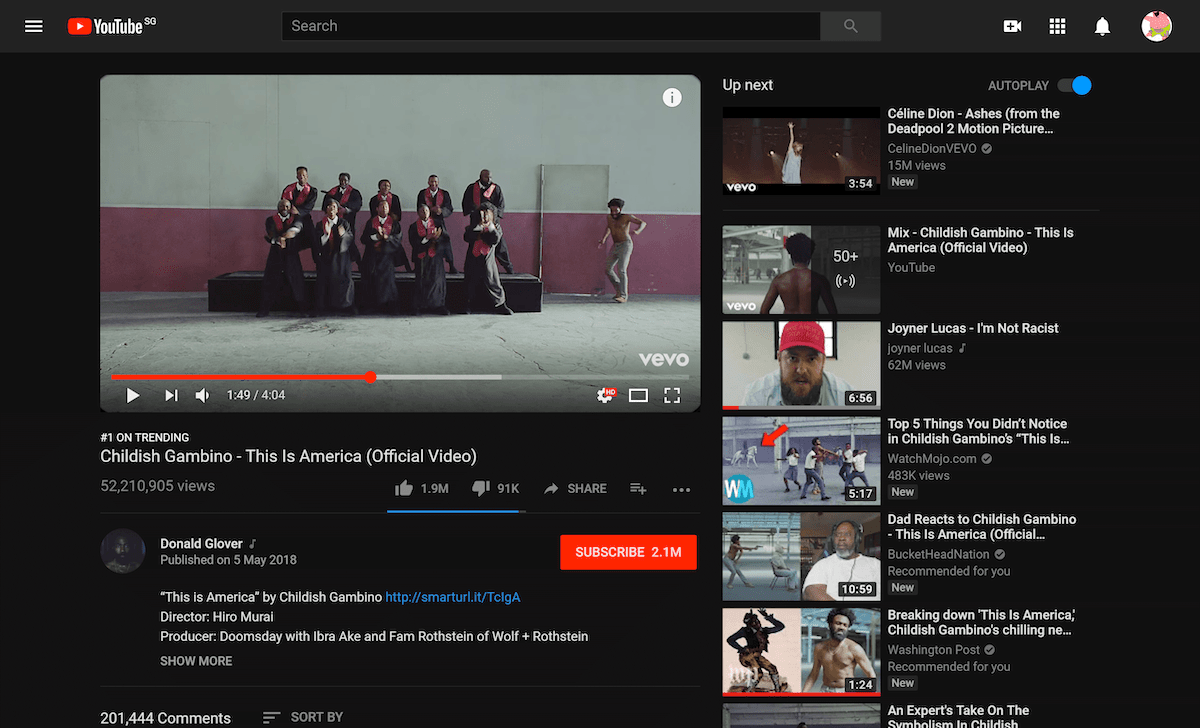 YouTube SG
Search
vevo
1:49 / 4:04
HD
#1 ON TRENDING
Childish Gambino - This Is America (Official Video)
52,210,905 views
1.9M
91K
SHARE
Donald Glover
Published on 5 May 2018
SUBSCRIBE 2.1M
“This is America” by Childish Gambino http://smarturl.it/TcIgA
Director: Hiro Murai
Producer: Doomsday with Ibra Ake and Fam Rothstein of Wolf + Rothstein
SHOW MORE
201,444 Comments
SORT BY
Up next
AUTOPLAY
vevo
3:54
Céline Dion - Ashes (from the
Deadpool 2 Motion Picture...
CelineDionVEVO
15M views
New
50+
vevo
Mix - Childish Gambino - This Is
America (Official Video)
YouTube
6:56
Joyner Lucas - I'm Not Racist
joyner lucas
62M views
WM
5:17
Top 5 Things You Didn’t Notice
in Childish Gambino’s “This Is...
WatchMojo.com
483K views
New
10:59
Dad Reacts to Childish Gambino
- This Is America (Official...
BucketHeadNation
Recommended for you
New
1:24
Breaking down 'This Is America,'
Childish Gambino's chilling ne...
Washington Post
Recommended for you
New
An Expert's Take On The
Symbolism In Childish